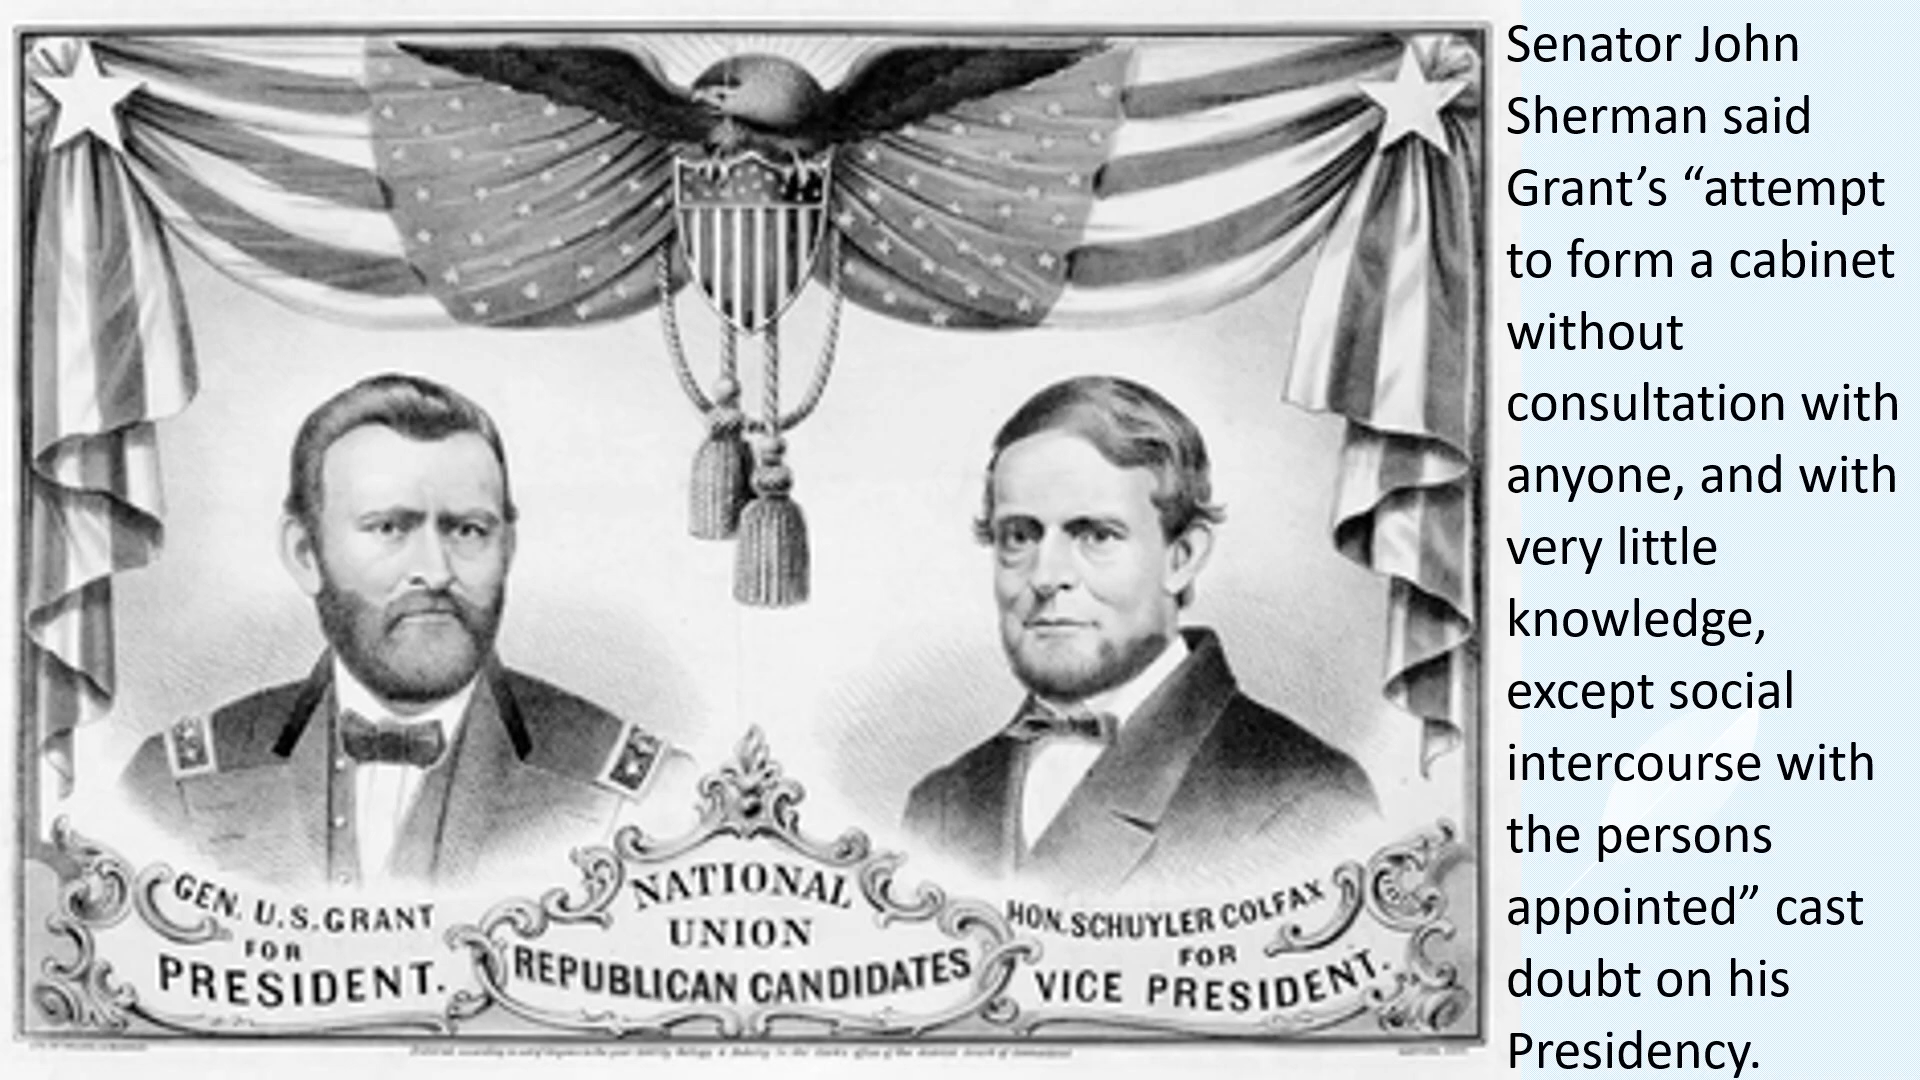 Senator John
Sherman said
Grant’s “attempt
to form a cabinet
without
consultation with
anyone, and with
very little
knowledge,
except social
intercourse with
the persons
appointed” cast
doubt on his
Presidency.
GEN. U.S. GRANT
FOR
PRESIDENT.
NATIONAL
UNION
REPUBLICAN CANDIDATES
HON. SCHUYLER COLFAX
FOR
VICE PRESIDENT.